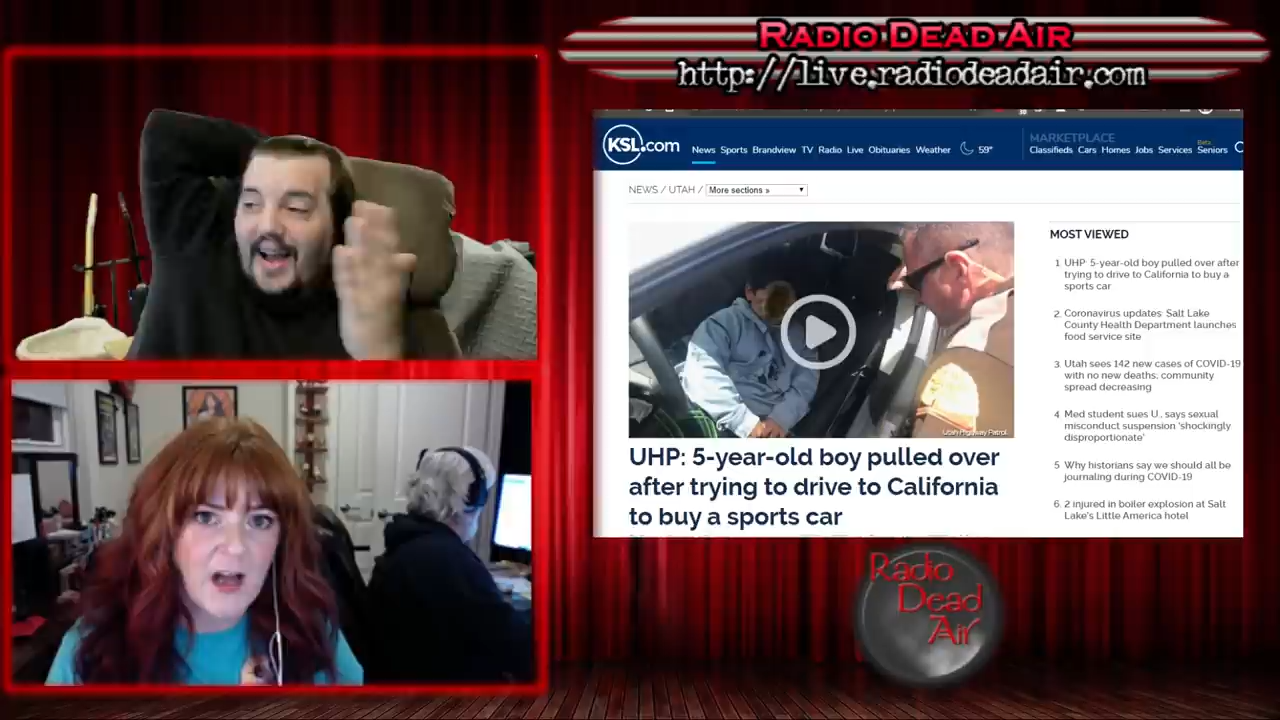 RADIO DEAD AIR
http://live.radiodeadair.com
KSL.com
News Sports Brandview TV Radio Live Obituaries Weather 59°
MARKETPLACE
Classifieds Cars Homes Jobs Services Beta Seniors
NEWS / UTAH / More sections »
Utah Highway Patrol
UHP: 5-year-old boy pulled over
after trying to drive to California
to buy a sports car
MOST VIEWED
1. UHP: 5-year-old boy pulled over after
trying to drive to California to buy a
sports car
2. Coronavirus updates: Salt Lake
County Health Department launches
food service site
3. Utah sees 142 new cases of COVID-19
with no new deaths; community
spread decreasing
4. Med student sues U., says sexual
misconduct suspension 'shockingly
disproportionate'
5. Why historians say we should all be
journaling during COVID-19
6. 2 injured in boiler explosion at Salt
Lake's Little America hotel
Radio
Dead
Air